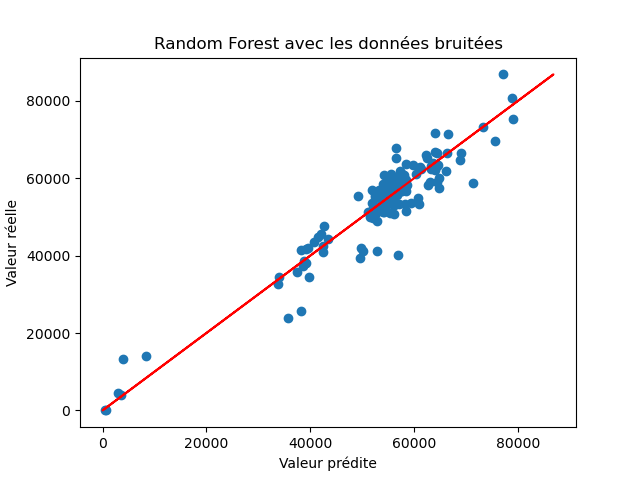 Random Forest avec les données bruitées
Valeur réelle
80000
60000
40000
20000
0
0 20000 40000 60000 80000
Valeur prédite